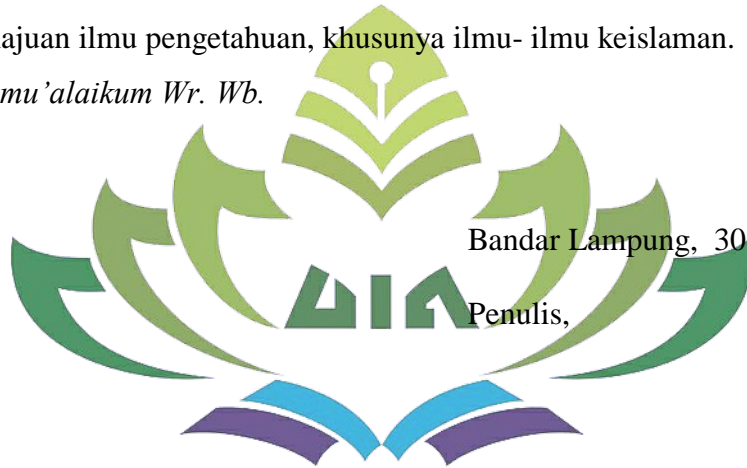 ajuan ilmu pengetahuan, khusunya ilmu- ilmu keislaman.
mu’alaikum Wr. Wb.
Bandar Lampung, 30
UIN
Penulis,